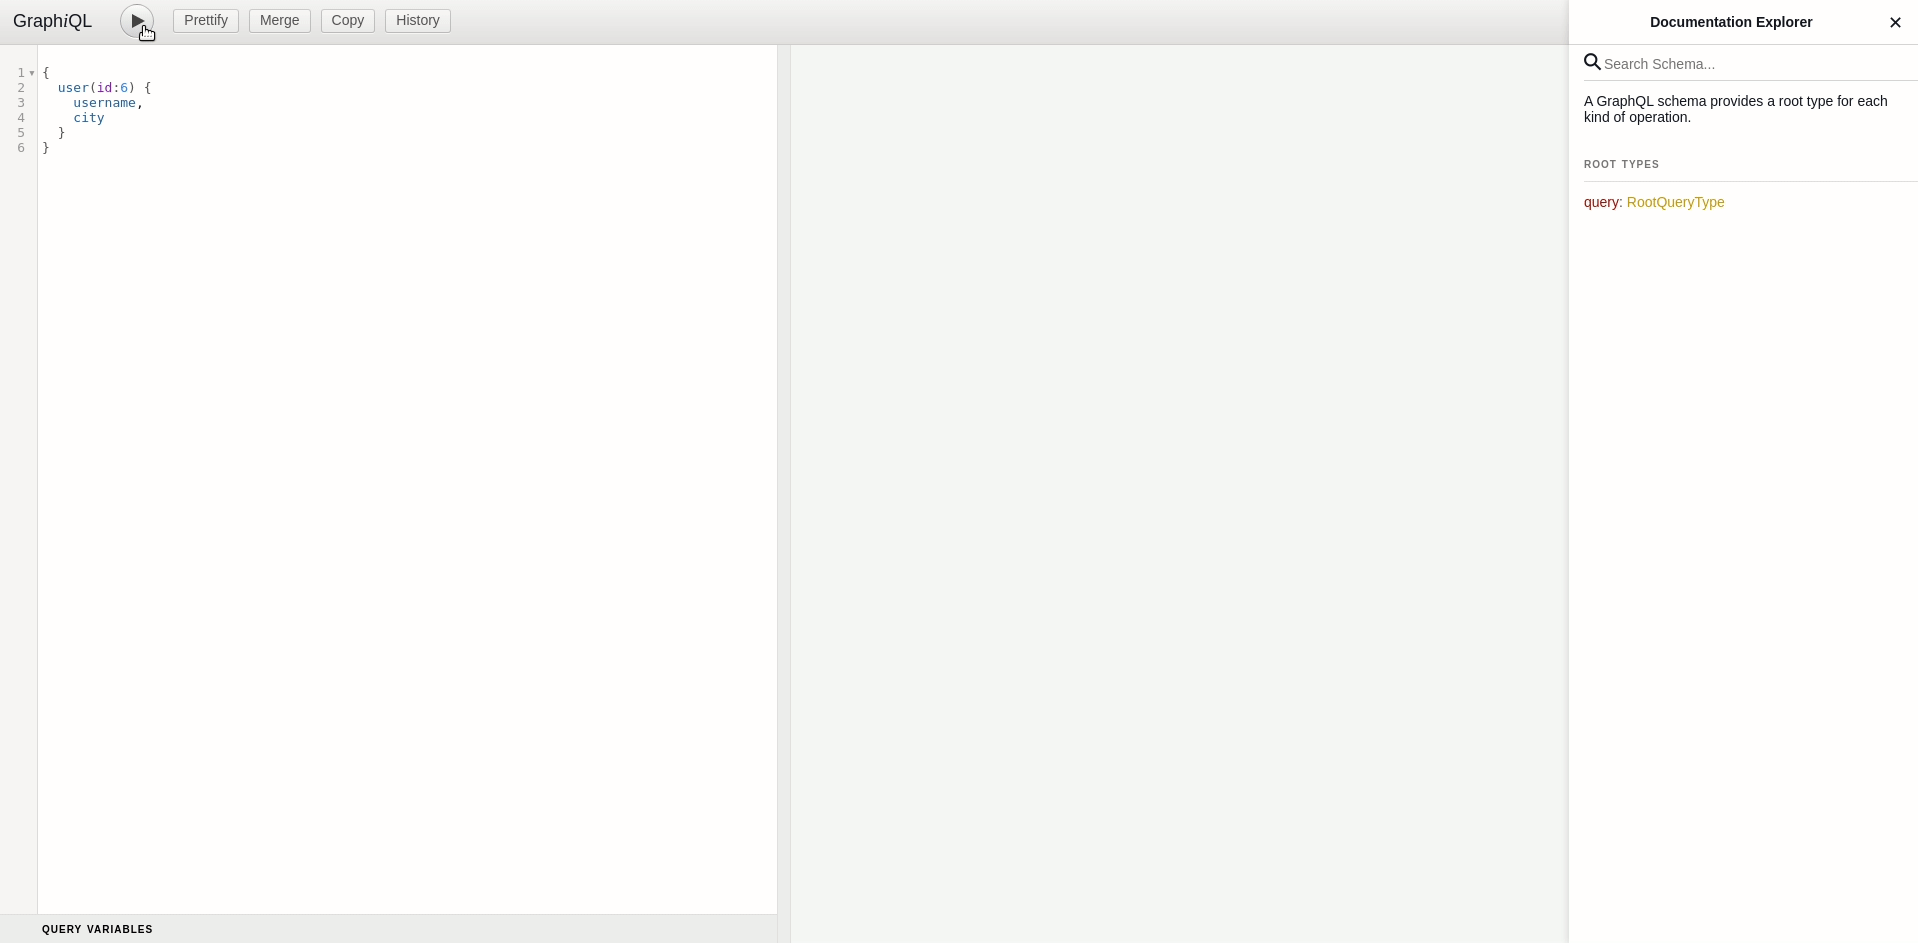 GraphiQL
Prettify
Merge
Copy
History
1 {
2 user(id:6) {
3 username,
4 city
5 }
6 }
QUERY VARIABLES
Documentation Explorer
Search Schema...
A GraphQL schema provides a root type for each
kind of operation.
ROOT TYPES
query: RootQueryType